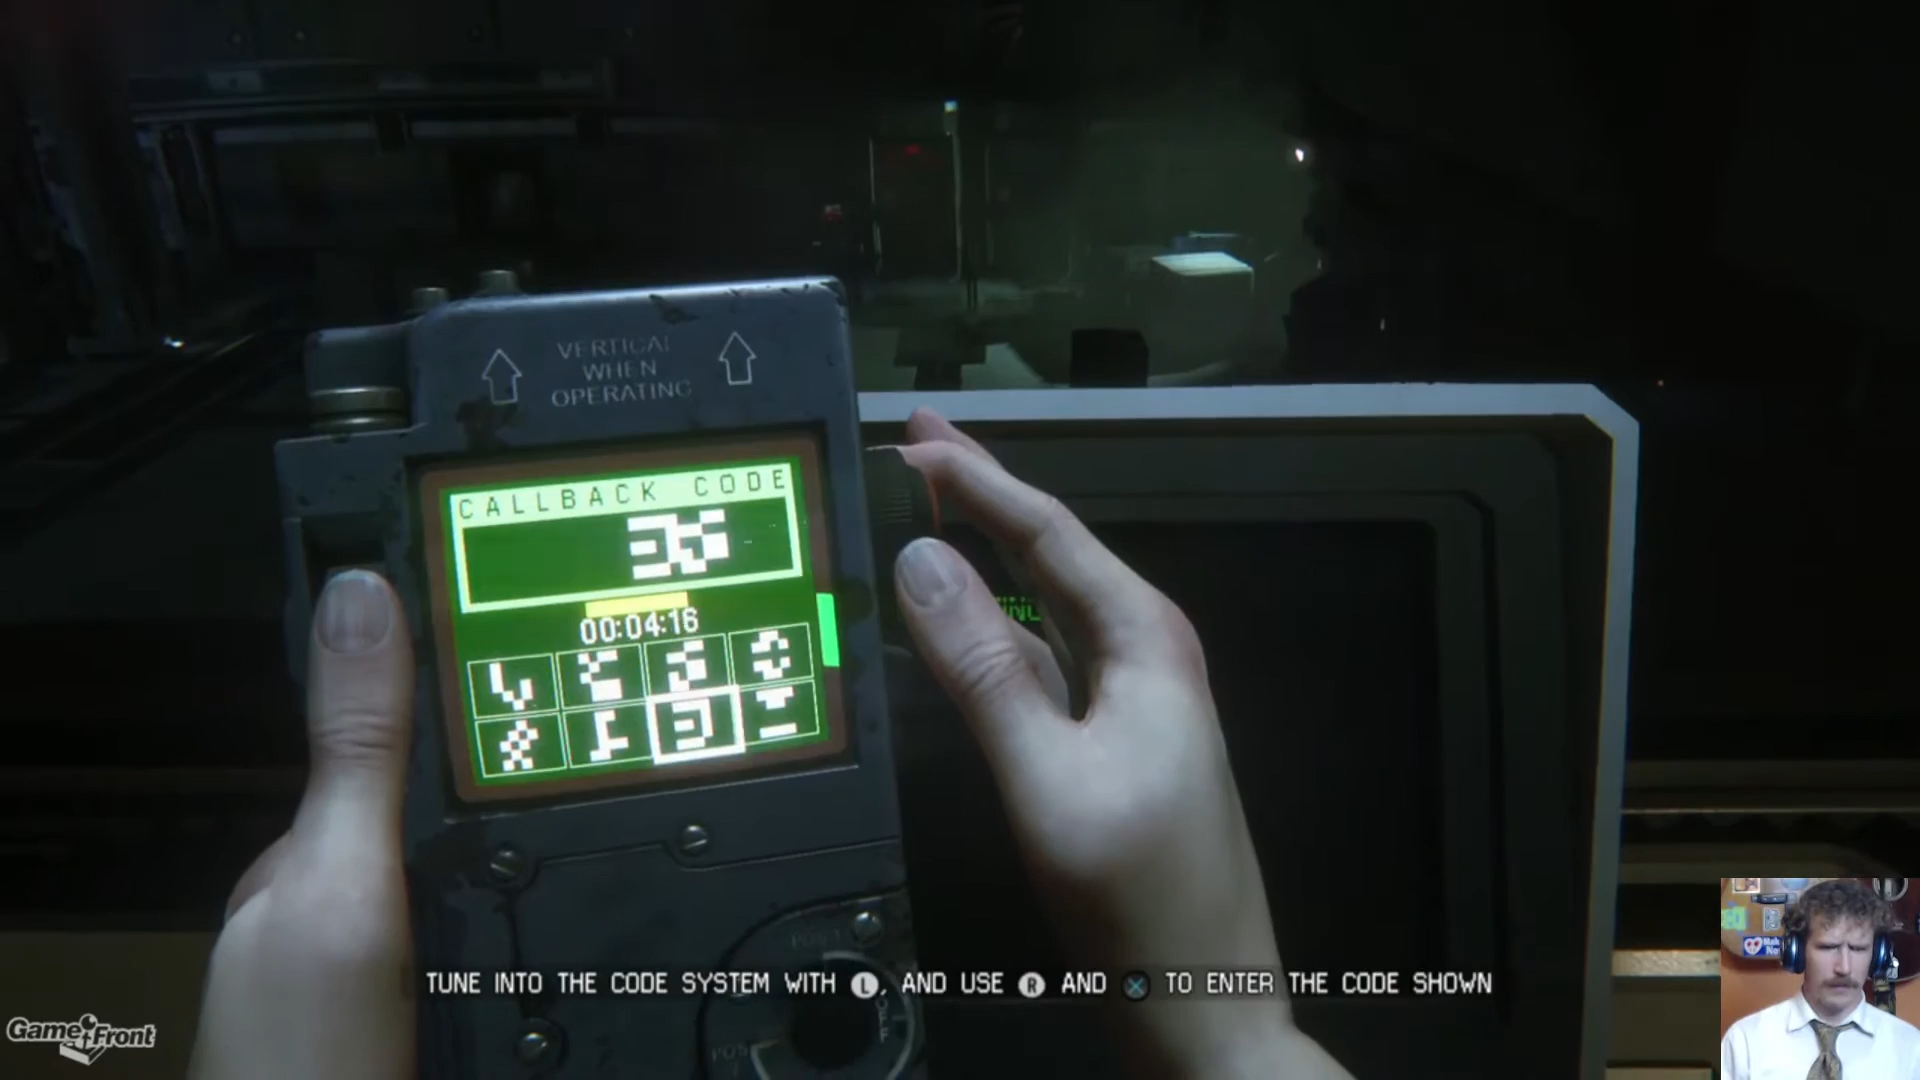 VERTICAL
WHEN
OPERATING
CALLBACK CODE
00:04:16
TUNE INTO THE CODE SYSTEM WITH L, AND USE R AND X TO ENTER THE CODE SHOWN
GameFront